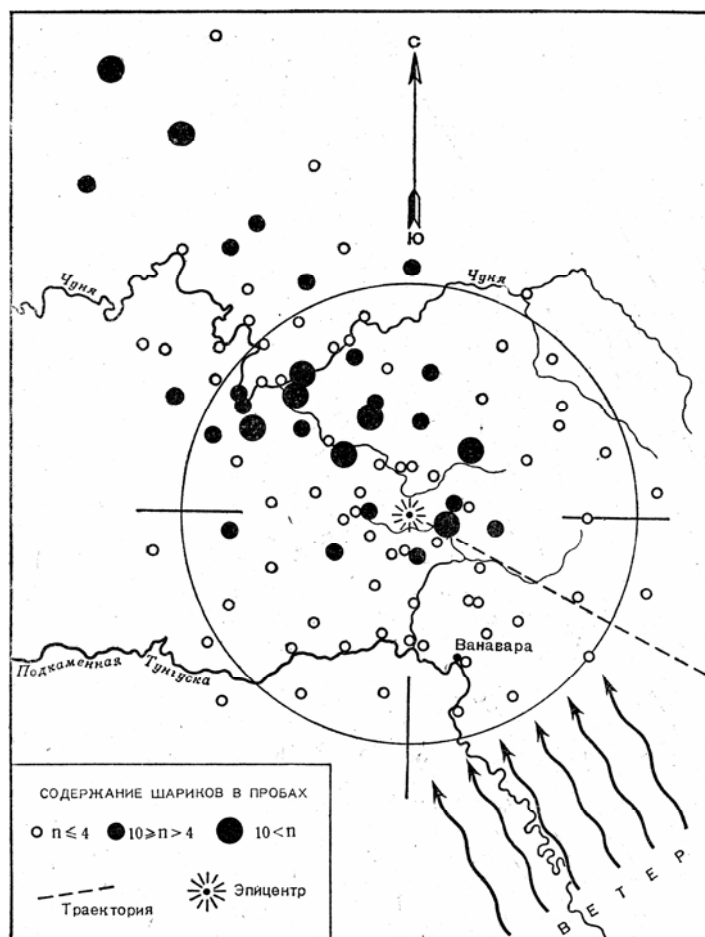 С
Ю
Чуня
Чуня
Подкаменная Тунгуска
Ванавара
СОДЕРЖАНИЕ ШАРИКОВ В ПРОБАХ
n ≤ 4 10 ≥ n > 4 10 < n
Траектория Эпицентр
ВЕТЕР